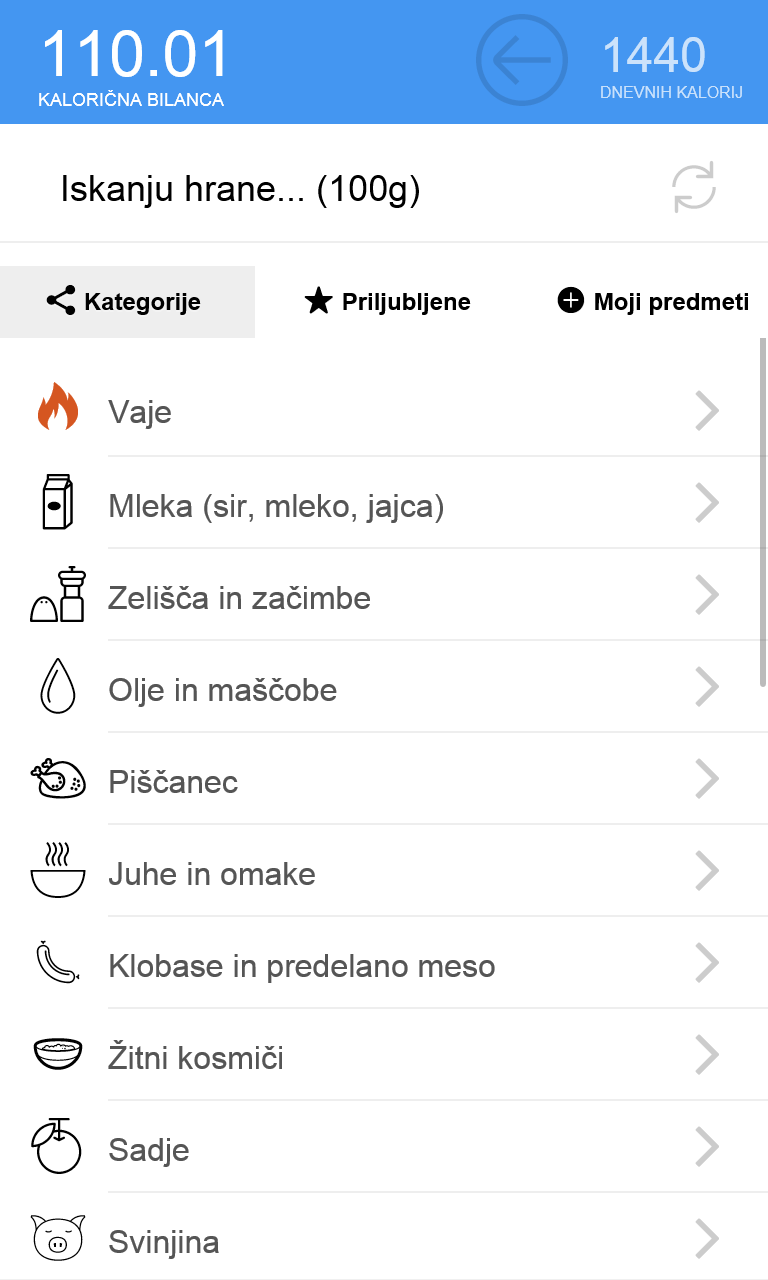 110.01
KALORIČNA BILANCA
1440
DNEVNIH KALORIJ
Iskanju hrane... (100g)
Kategorije
Priljubljene
Moji predmeti
Vaje
Mleka (sir, mleko, jajca)
Zelišča in začimbe
Olje in maščobe
Piščanec
Juhe in omake
Klobase in predelano meso
Žitni kosmiči
Sadje
Svinjina